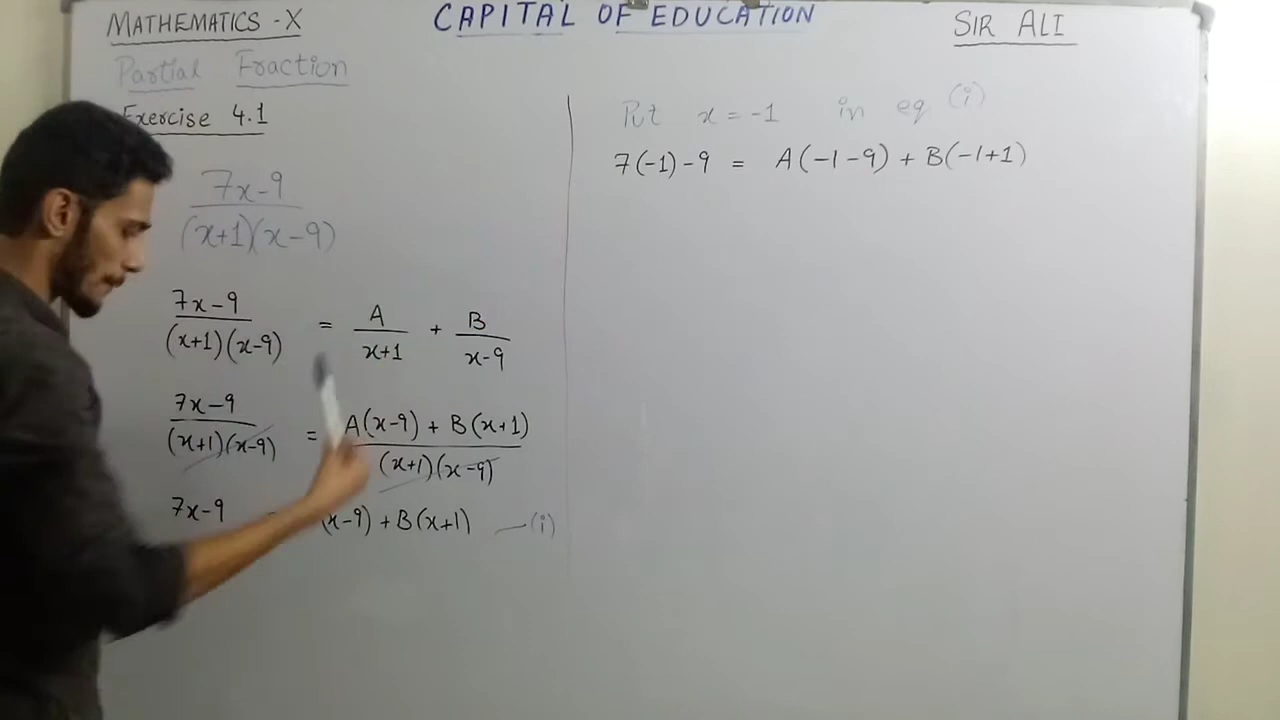 MATHEMATICS - X
CAPITAL OF EDUCATION
SIR ALI
Partial Fraction
Exercise 4.1
7x-9
(x+1)(x-9)
7x-9
(x+1)(x-9)
= A/x+1 + B/x-9
7x-9
(x+1)(x-9)
= A(x-9) + B(x+1)
(x+1)(x-9)
7x-9 (x-9) + B(x+1) —(i)
Put x = -1 in eq (i)
7(-1)-9 = A(-1-9) + B(-1+1)